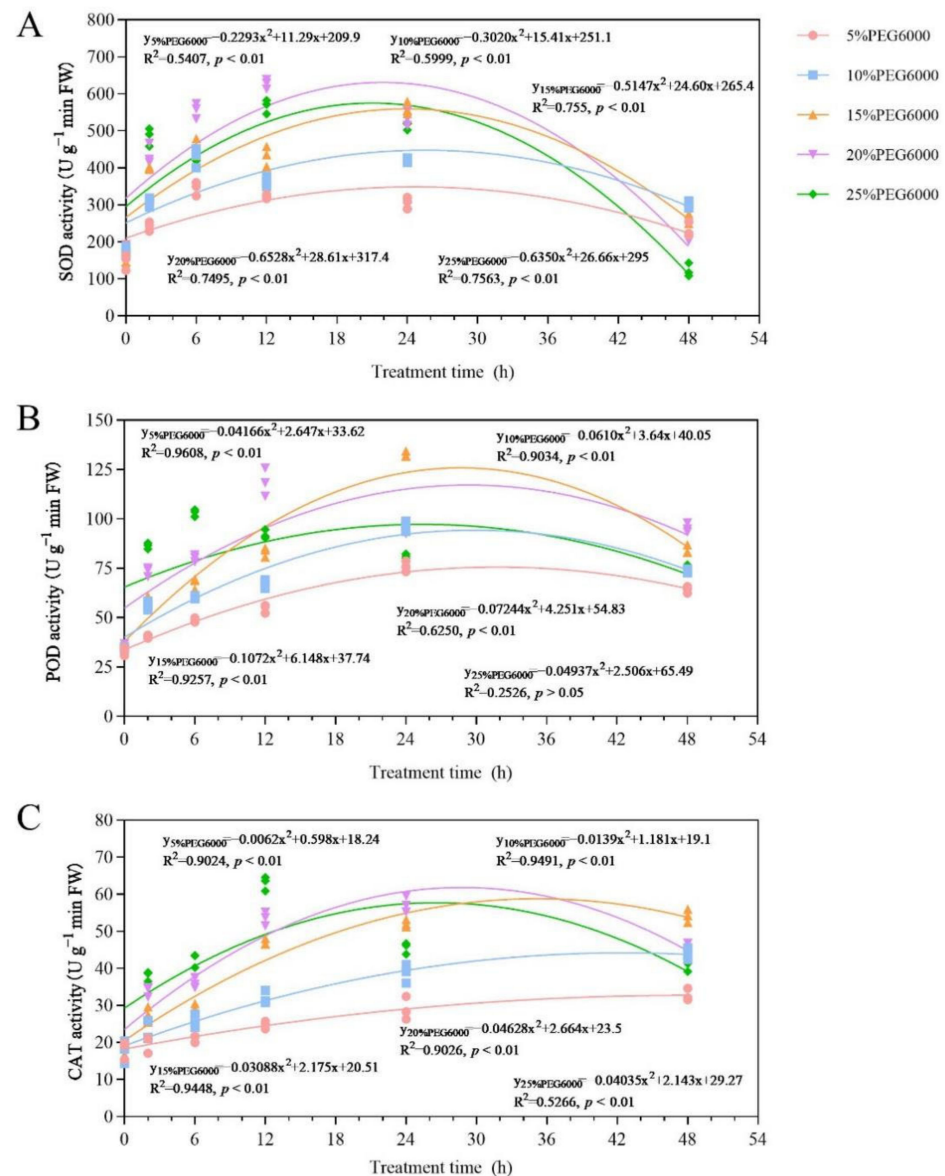 A
SOD activity (U g⁻¹ min FW)
800
700
600
500
400
300
200
100
0
y5%PEG6000=-0.2293x²+11.29x+209.9
R²=0.5407, p < 0.01
y10%PEG6000=-0.3020x²+15.41x+251.1
R²=0.5999, p < 0.01
y15%PEG6000=-0.5147x²+24.60x+265.4
R²=0.755, p < 0.01
y20%PEG6000=-0.6528x²+28.61x+317.4
R²=0.7495, p < 0.01
y25%PEG6000=-0.6350x²+26.66x+295
R²=0.7563, p < 0.01
0 6 12 18 24 30 36 42 48 54
Treatment time (h)
5%PEG6000
10%PEG6000
15%PEG6000
20%PEG6000
25%PEG6000
B
POD activity (U g⁻¹ min FW)
150
125
100
75
50
25
0
y5%PEG6000=-0.04166x²+2.647x+33.62
R²=0.9608, p < 0.01
y10%PEG6000= 0.0610x²+3.64x+40.05
R²=0.9034, p < 0.01
y20%PEG6000=-0.07244x²+4.251x+54.83
R²=0.6250, p < 0.01
y15%PEG6000=-0.1072x²+6.148x+37.74
R²=0.9257, p < 0.01
y25%PEG6000=-0.04937x²+2.506x+65.49
R²=0.2526, p > 0.05
0 6 12 18 24 30 36 42 48 54
Treatment time (h)
C
CAT activity (U g⁻¹ min FW)
80
70
60
50
40
30
20
10
0
y5%PEG6000=-0.0062x²+0.598x+18.24
R²=0.9024, p < 0.01
y10%PEG6000=-0.0139x²+1.181x+19.1
R²=0.9491, p < 0.01
y20%PEG6000=-0.04628x²+2.664x+23.5
R²=0.9026, p < 0.01
y15%PEG6000=-0.03088x²+2.175x+20.51
R²=0.9448, p < 0.01
y25%PEG6000= 0.04035x²+2.143x+29.27
R²=0.5266, p < 0.01
0 6 12 18 24 30 36 42 48 54
Treatment time (h)